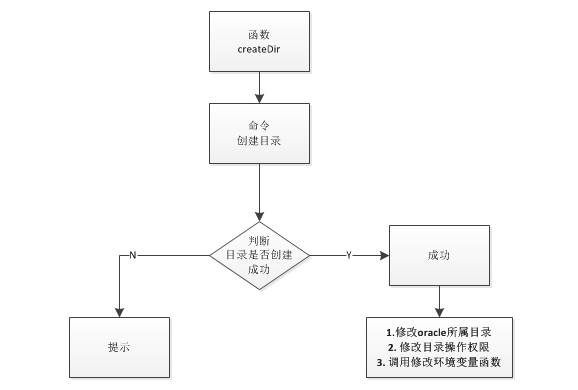 函数
createDir
命令
创建目录
判断
目录是否创建
成功
N
Y
成功
提示
1.修改oracle所属目录
2. 修改目录操作权限
3. 调用修改环境变量函数